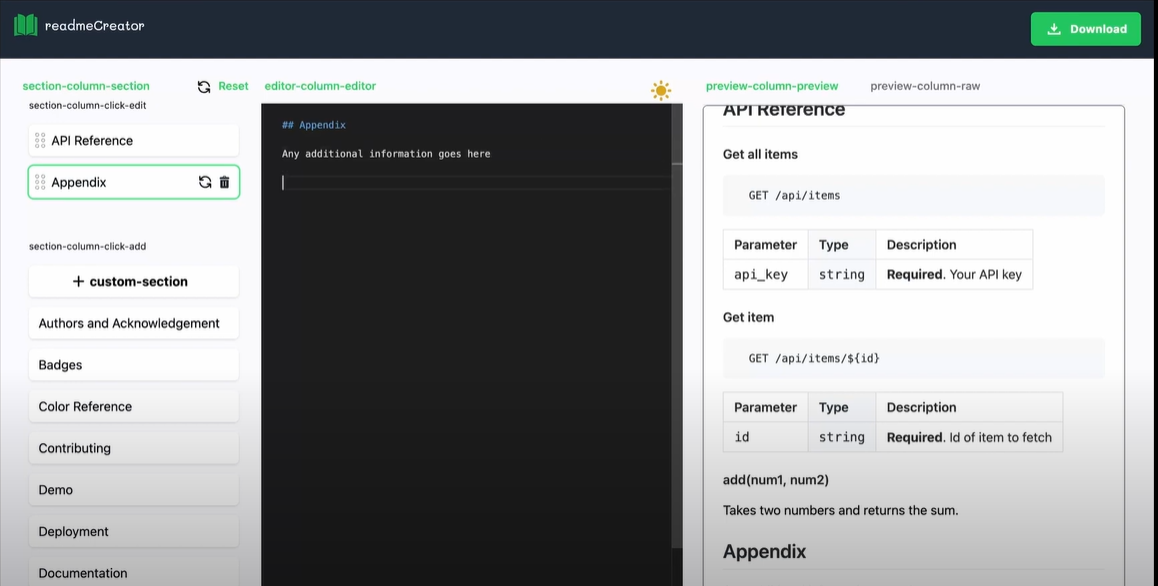 readmeCreator
Download
section-column-section
Reset
section-column-click-edit
API Reference
Appendix
section-column-click-add
+ custom-section
Authors and Acknowledgement
Badges
Color Reference
Contributing
Demo
Deployment
Documentation
editor-column-editor
## Appendix
Any additional information goes here
preview-column-preview preview-column-raw
API Reference
Get all items
GET /api/items
Parameter Type Description
api_key string Required. Your API key
Get item
GET /api/items/${id}
Parameter Type Description
id string Required. Id of item to fetch
add(num1, num2)
Takes two numbers and returns the sum.
Appendix